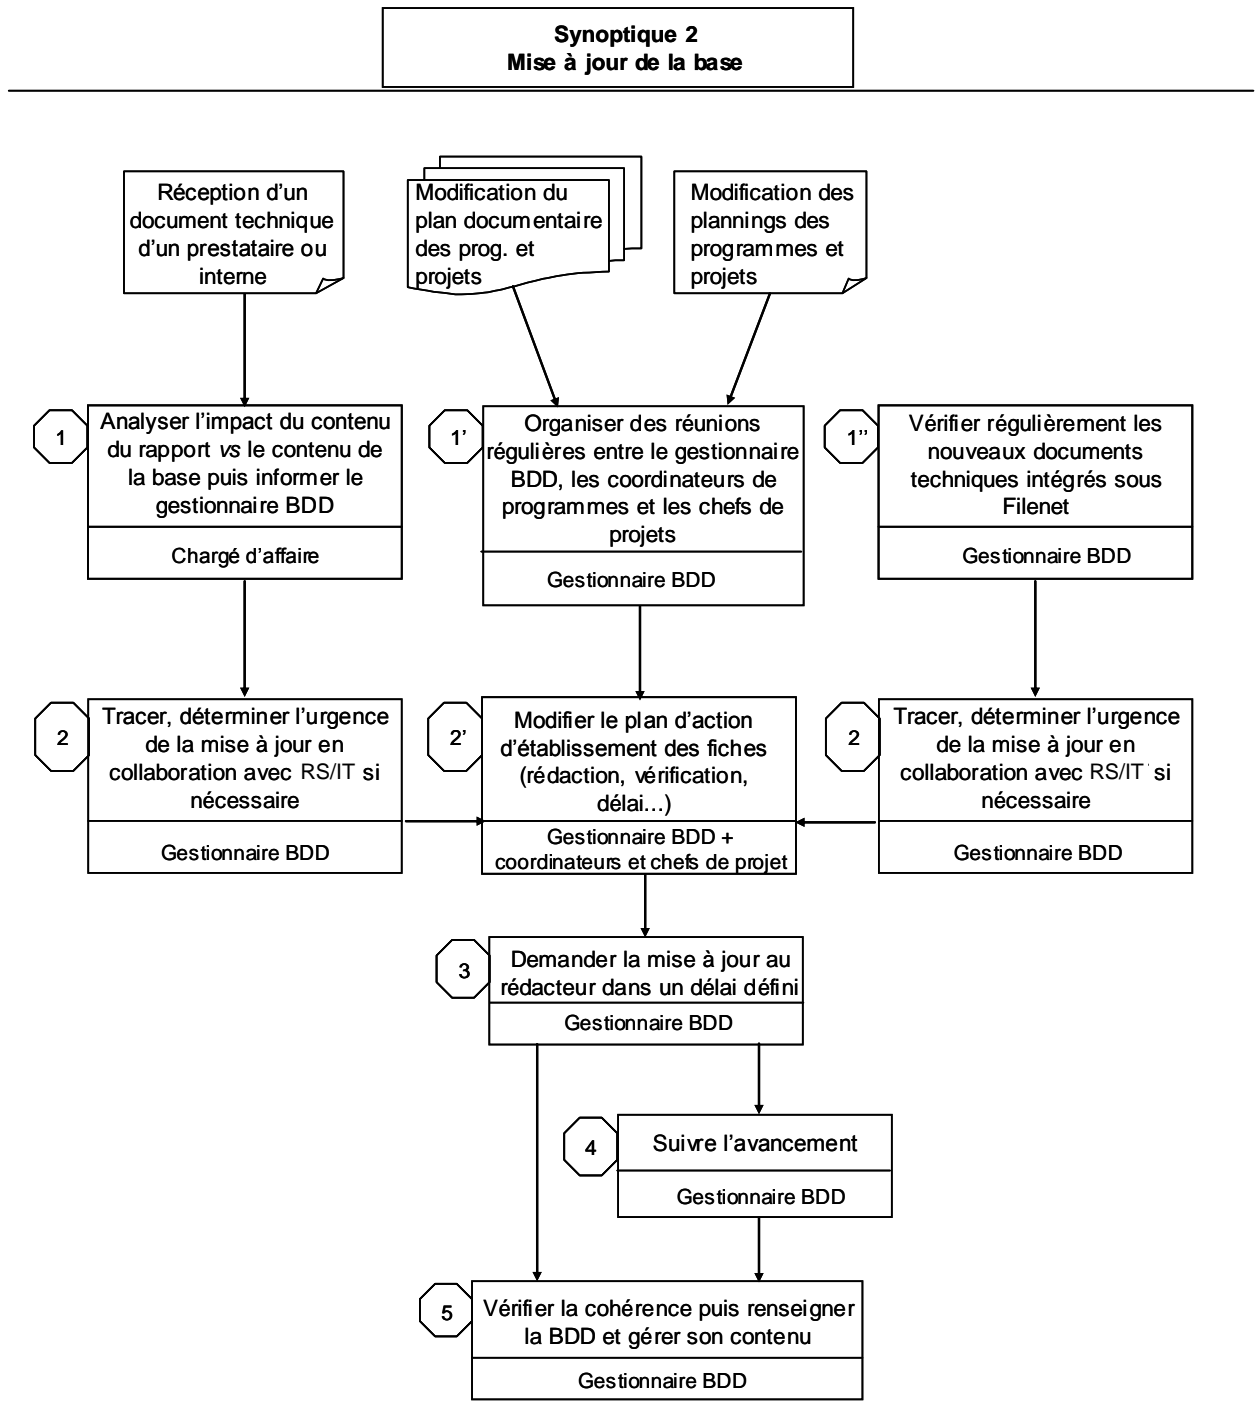 Synoptique 2
Mise à jour de la base
Réception d’un
document technique
d’un prestataire ou
interne
Modification du
plan documentaire
des prog. et
projets
Modification des
plannings des
programmes et
projets
1
Analyser l’impact du contenu
du rapport vs le contenu de
la base puis informer le
gestionnaire BDD
Chargé d’affaire
1’
Organiser des réunions
régulières entre le gestionnaire
BDD, les coordinateurs de
programmes et les chefs de
projets
Gestionnaire BDD
1’’
Vérifier régulièrement les
nouveaux documents
techniques intégrés sous
Filenet
Gestionnaire BDD
2
Tracer, déterminer l’urgence
de la mise à jour en
collaboration avec RS/IT si
nécessaire
Gestionnaire BDD
2’
Modifier le plan d’action
d’établissement des fiches
(rédaction, vérification,
délai…)
Gestionnaire BDD +
coordinateurs et chefs de projet
2
Tracer, déterminer l’urgence
de la mise à jour en
collaboration avec RS/IT si
nécessaire
Gestionnaire BDD
3
Demander la mise à jour au
rédacteur dans un délai défini
Gestionnaire BDD
4
Suivre l’avancement
Gestionnaire BDD
5
Vérifier la cohérence puis renseigner
la BDD et gérer son contenu
Gestionnaire BDD